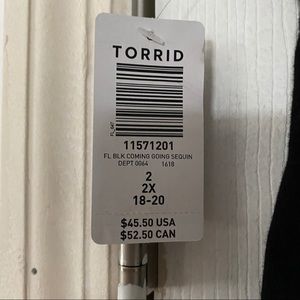 TORRID
11571201
FL BLK COMING GOING SEQUIN
DEPT 0064 1618
2
2X
18-20
$45.50 USA
$52.50 CAN